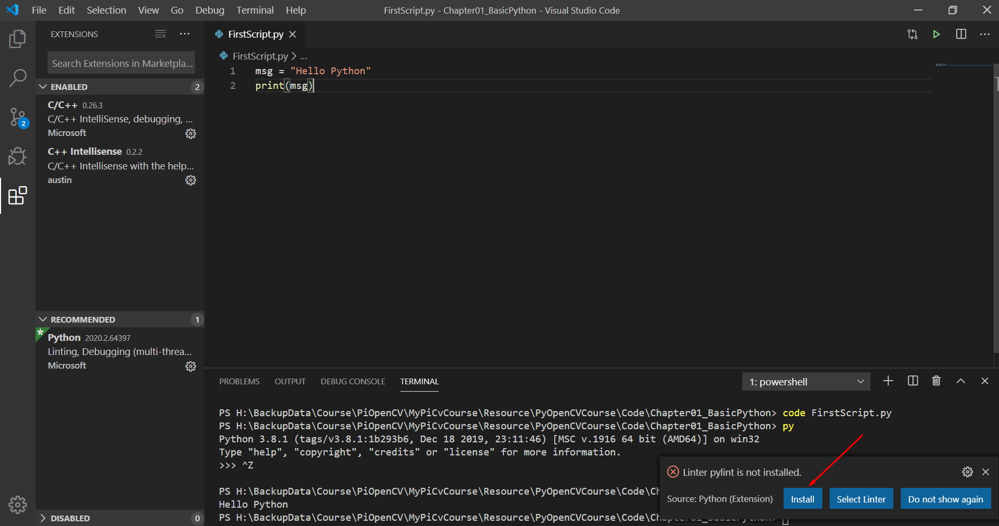 File Edit Selection View Go Debug Terminal Help
FirstScript.py - Chapter01_BasicPython - Visual Studio Code
EXTENSIONS
Search Extensions in Marketpla...
ENABLED
2
C/C++ 0.26.3
C/C++ IntelliSense, debugging, ...
Microsoft
C++ Intellisense 0.2.2
C/C++ Intellisense with the help...
austin
2
RECOMMENDED
1
Python 2020.2.64397
Linting, Debugging (multi-threa...
Microsoft
DISABLED
0
FirstScript.py
FirstScript.py > ...
1 msg = "Hello Python"
2 print(msg)
PROBLEMS OUTPUT DEBUG CONSOLE TERMINAL
1: powershell
PS H:\BackupData\Course\PiOpenCV\MyPiCvCourse\Resource\PyOpenCVCourse\Code\Chapter01_BasicPython> code FirstScript.py
PS H:\BackupData\Course\PiOpenCV\MyPiCvCourse\Resource\PyOpenCVCourse\Code\Chapter01_BasicPython> py
Python 3.8.1 (tags/v3.8.1:1b293b6, Dec 18 2019, 23:11:46) [MSC v.1916 64 bit (AMD64)] on win32
Type "help", "copyright", "credits" or "license" for more information.
>>> ^Z
PS H:\BackupData\Course\PiOpenCV\MyPiCvCourse\Resource\PyOpenCVCourse\Code\Ch
Hello Python
PS H:\BackupData\Course\PiOpenCV\MyPiCvCourse\Resource\PyOpenCVCourse\Code\Chapter01_BasicPython>
Linter pylint is not installed.
Source: Python (Extension)
Install
Select Linter
Do not show again